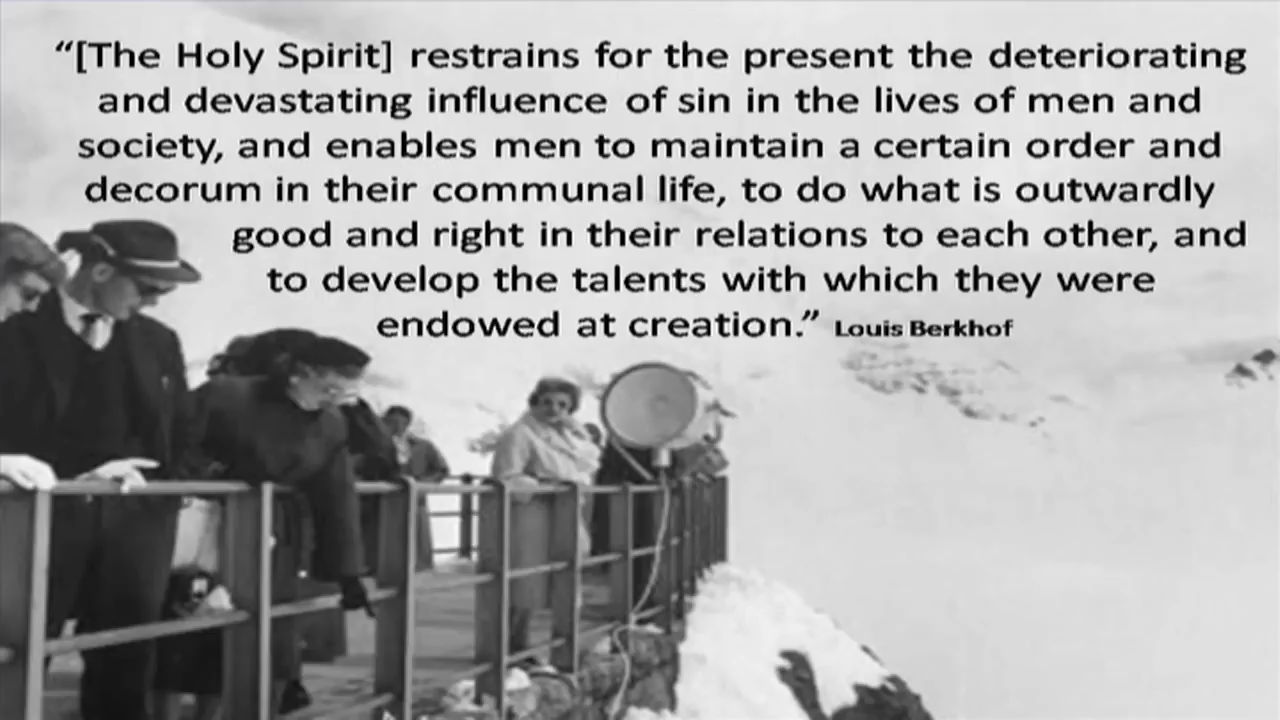 “[The Holy Spirit] restrains for the present the deteriorating
and devastating influence of sin in the lives of men and
society, and enables men to maintain a certain order and
decorum in their communal life, to do what is outwardly
good and right in their relations to each other, and
to develop the talents with which they were
endowed at creation.” Louis Berkhof